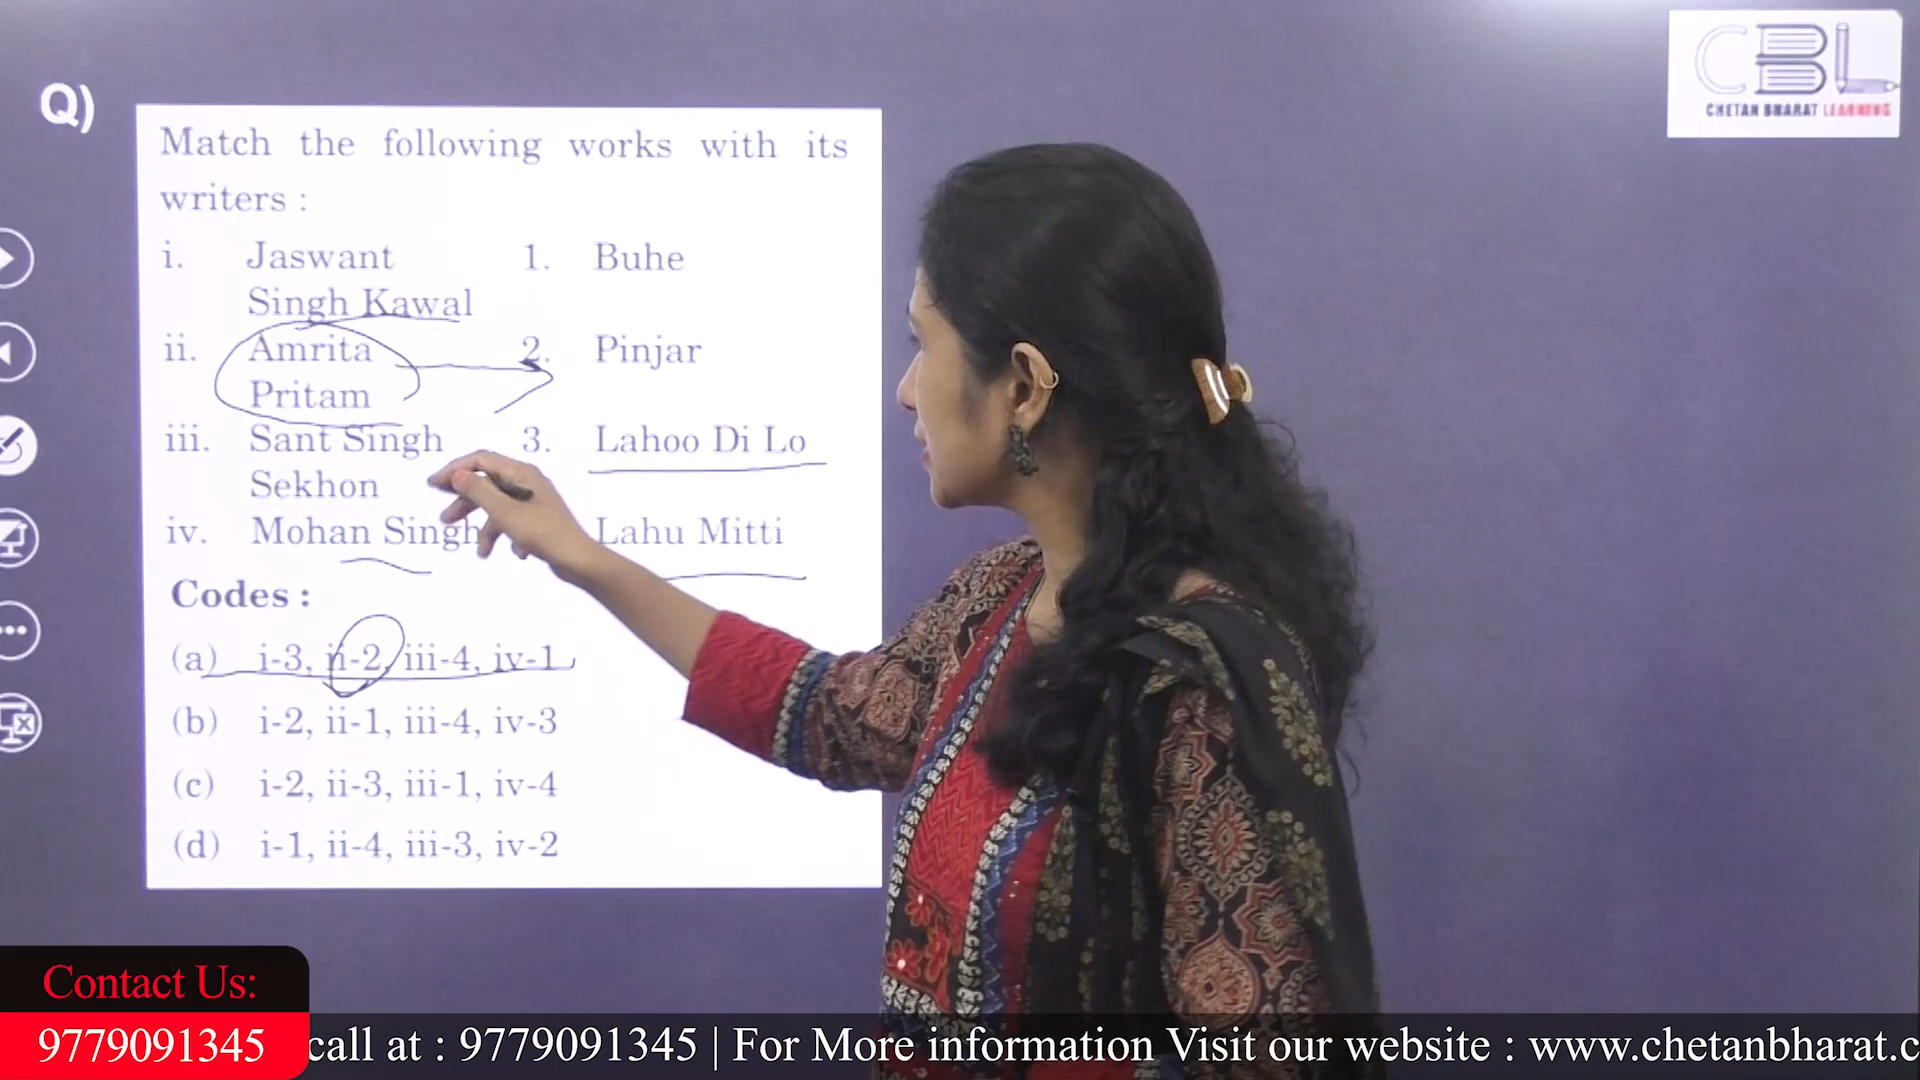 CBL
CHETAN BHARAT LEARNING
Q)
Match the following works with its
writers :
i. Jaswant 1. Buhe
Singh Kawal
ii. Amrita 2. Pinjar
Pritam
iii. Sant Singh 3. Lahoo Di Lo
Sekhon
iv. Mohan Singh Lahu Mitti
Codes :
(a) i-3, ii-2, iii-4, iv-1
(b) i-2, ii-1, iii-4, iv-3
(c) i-2, ii-3, iii-1, iv-4
(d) i-1, ii-4, iii-3, iv-2
Contact Us:
9779091345
call at : 9779091345 | For More information Visit our website : www.chetanbharat.c